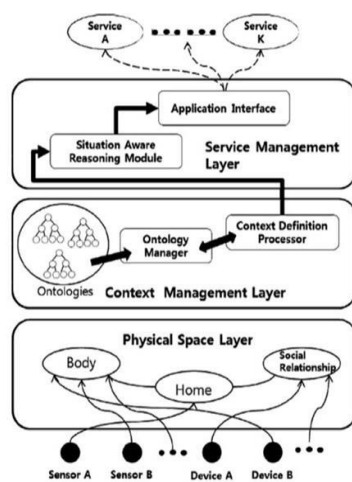 Service
A
Service
K
Application Interface
Situation Aware
Reasoning Module
Service Management
Layer
Context Definition
Processor
Ontology
Manager
Ontologies
Context Management Layer
Physical Space Layer
Body
Social
Relationship
Home
Sensor A
Sensor B
Device A
Device B